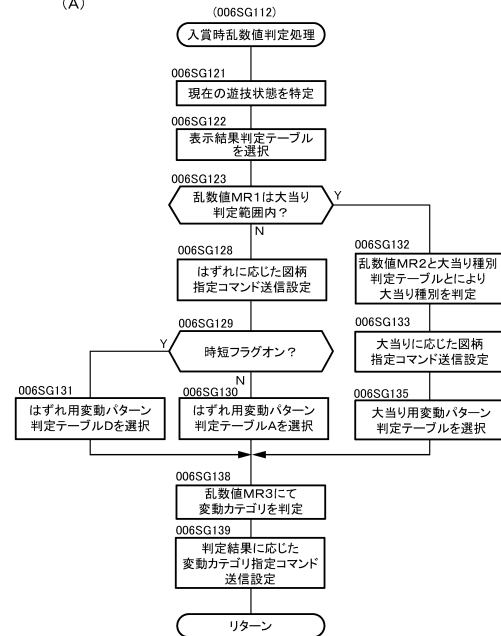 (A)
(006SG112)
入賞時乱数値判定処理
006SG121
現在の遊技状態を特定
006SG122
表示結果判定テーブル
を選択
006SG123
乱数値MR1は大当り
判定範囲内?
Y
N
006SG128
はずれに応じた図柄
指定コマンド送信設定
006SG132
乱数値MR2と大当り種別
判定テーブルとにより
大当り種別を判定
006SG129
時短フラグオン?
Y
N
006SG133
大当りに応じた図柄
指定コマンド送信設定
006SG131
はずれ用変動パターン
判定テーブルDを選択
006SG130
はずれ用変動パターン
判定テーブルAを選択
006SG135
大当り用変動パターン
判定テーブルを選択
006SG138
乱数値MR3にて
変動カテゴリを判定
006SG139
判定結果に応じた
変動カテゴリ指定コマンド
送信設定
リターン